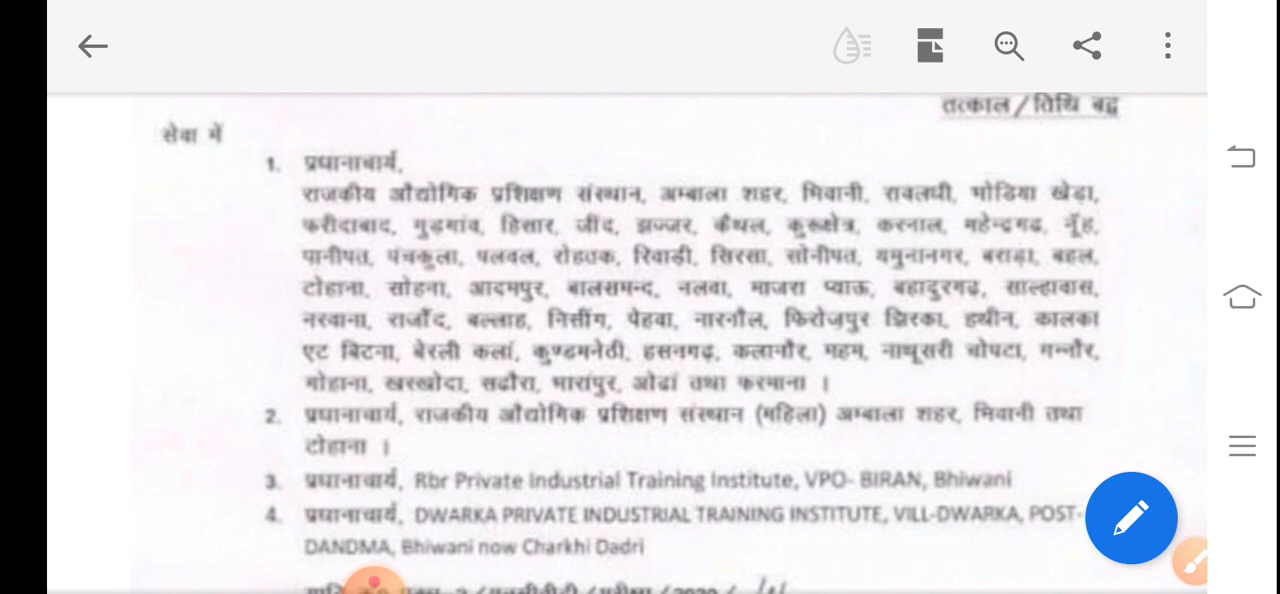 तत्काल/तिथि बद्व
सेवा में
1. प्रधानाचार्य,
राजकीय औद्योगिक प्रशिक्षण संस्थान, अम्बाला शहर, भिवानी, रावलधी, भोडिया खेड़ा,
फरीदाबाद, गुड़गांव, हिसार, जींद, झज्जर, कैथल, कुरूक्षेत्र, करनाल, महेन्द्रगढ, नूँह,
पानीपत, पंचकुला, पलवल, रोहतक, रिवाड़ी, सिरसा, सोनीपत, यमुनानगर, बराड़ा, बहल,
टोहाना, सोहना, आदमपुर, बालसमन्द, नलवा, माजरा प्याऊ, बहादुरगढ़, साल्हावास,
नरवाना, राजौंद, बल्लाह, निसींग, पेहवा, नारनौल, फिरोजपुर झिरका, हथीन, कालका
एट बिटना, बेरली कलां, कुण्डमनेठी, हसनगढ़, कलानौर, महम, नाथूसरी चोपटा, गन्नौर,
गोहाना, खरखोदा, सढौरा, ओढां तथा फरमाना ।
2. प्रधानाचार्य, राजकीय औद्योगिक प्रशिक्षण संस्थान (महिला) अम्बाला शहर, भिवानी तथा
टोहाना ।
3. प्रधानाचार्य, Rbr Private Industrial Training Institute, VPO- BIRAN, Bhiwani
4. प्रधानाचार्य, DWARKA PRIVATE INDUSTRIAL TRAINING INSTITUTE, VILL-DWARKA, POST-
DANDMA, Bhiwani now Charkhi Dadri